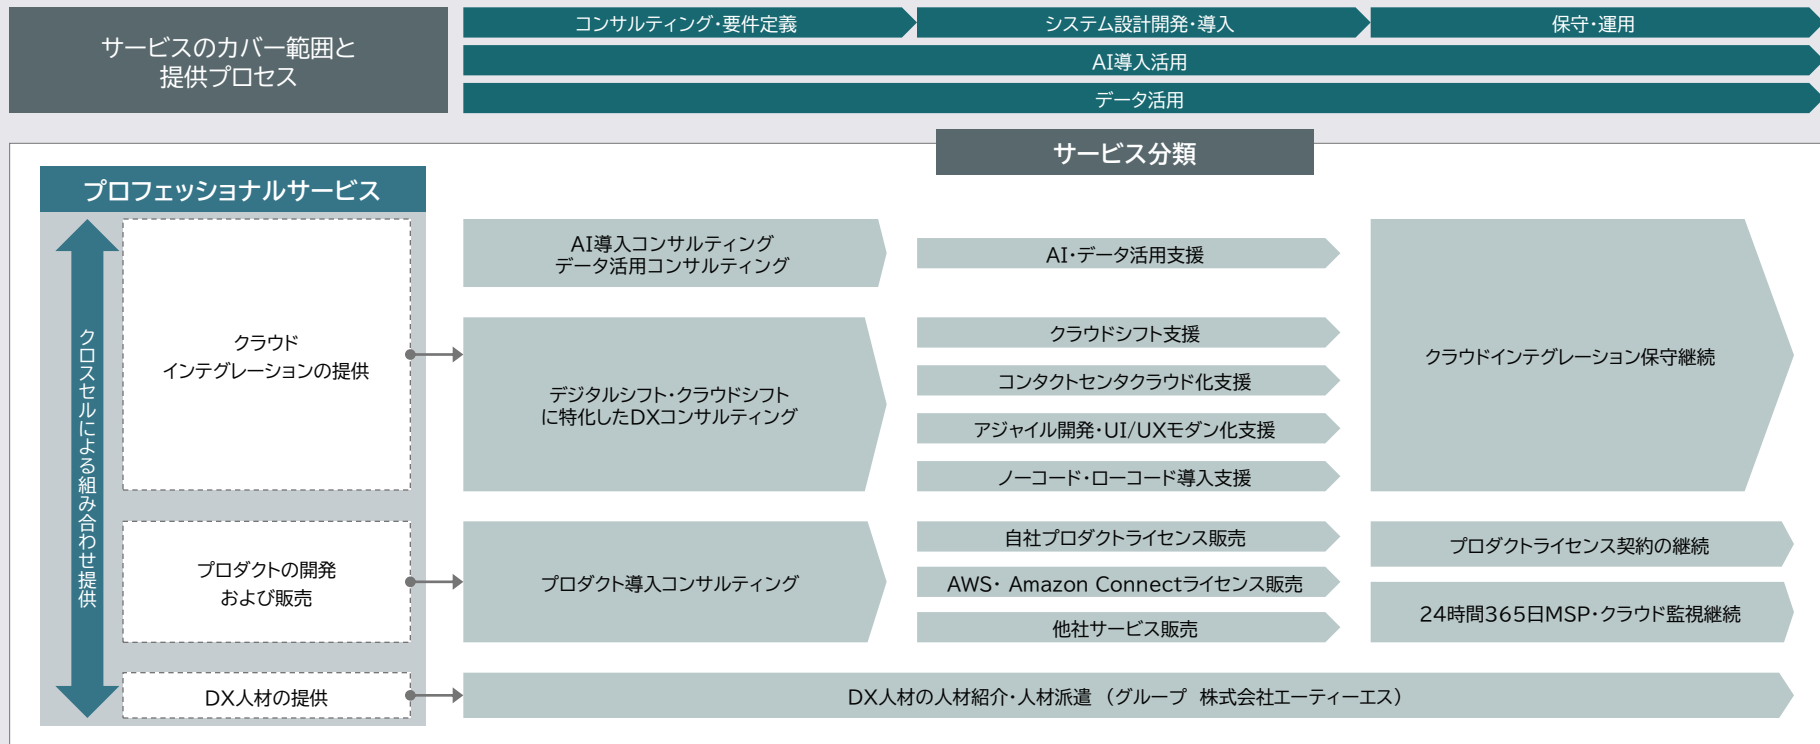 サービスのカバー範囲と
提供プロセス
コンサルティング・要件定義
システム設計開発・導入
保守・運用
AI導入活用
データ活用
サービス分類
プロフェッショナルサービス
クロスセルによる組み合わせ提供
クラウド
インテグレーションの提供
AI導入コンサルティング
データ活用コンサルティング
デジタルシフト・クラウドシフト
に特化したDXコンサルティング
AI・データ活用支援
クラウドシフト支援
コンタクトセンタクラウド化支援
アジャイル開発・UI/UXモダン化支援
ノーコード・ローコード導入支援
クラウドインテグレーション保守継続
プロダクトの開発
および販売
プロダクト導入コンサルティング
自社プロダクトライセンス販売
AWS・ Amazon Connectライセンス販売
他社サービス販売
プロダクトライセンス契約の継続
24時間365日MSP・クラウド監視継続
DX人材の提供
DX人材の人材紹介・人材派遣 （グループ 株式会社エーティーエス）